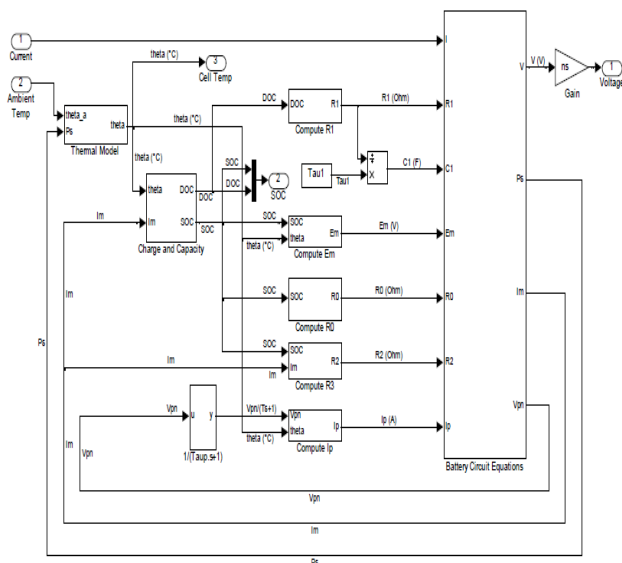 1
Current
2
Ambient
Temp
theta (°C)
3
Cell Temp
theta_a
Ps
theta
Thermal Model
theta (°C)
theta (°C)
theta
Im
DOC
SOC
Charge and Capacity
Im
DOC
SOC
DOC
SOC
DOC
2
SOC
DOC
R1
Compute R1
R1 (Ohm)
Tau1
Tau1
÷
X
C1 (F)
SOC
theta (°C)
SOC
theta
Em
Compute Em
Em (V)
SOC
SOC
R0
Compute R0
R0 (Ohm)
SOC
Im
SOC
Im
R2
Compute R3
R2 (Ohm)
Vpn/(Ts+1)
theta (°C)
Vpn
theta
Ip
Compute Ip
Ip (A)
Vpn
u
y
1/(Taup.s+1)
I
R1
C1
Em
R0
R2
Ip
V
Ps
Im
Vpn
Battery Circuit Equations
V (V)
ns
Gain
1
Voltage
Im
Ps
Im
Im
Vpn
Vpn
Im
Ps